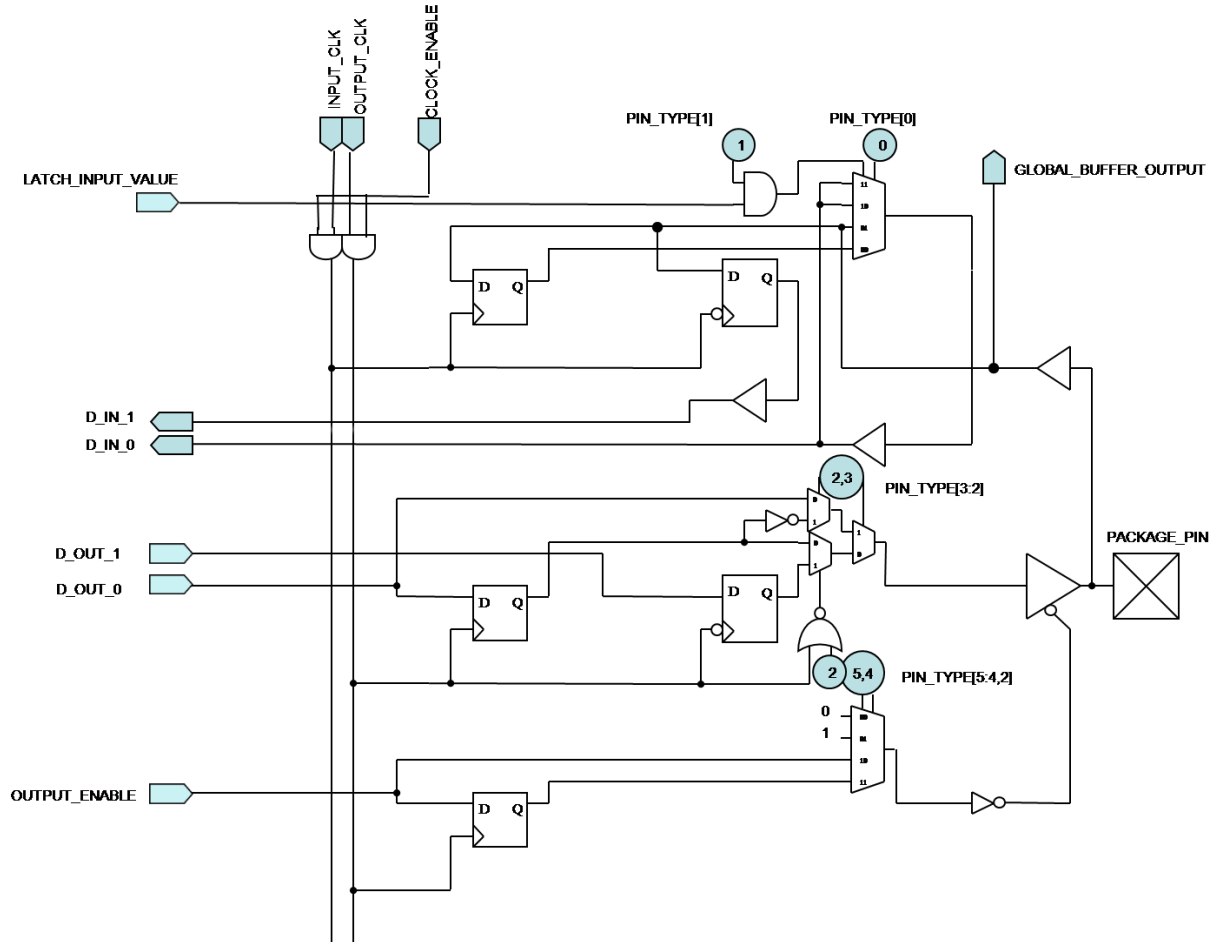 INPUT_CLK
OUTPUT_CLK
CLOCK_ENABLE
PIN_TYPE[1]
PIN_TYPE[0]
1
0
GLOBAL_BUFFER_OUTPUT
LATCH_INPUT_VALUE
11
10
01
00
D Q
D Q
D_IN_1
D_IN_0
2,3
PIN_TYPE[3:2]
0
1
1
0
0
1
D_OUT_1
D_OUT_0
PACKAGE_PIN
D Q
D Q
2
5,4
PIN_TYPE[5:4,2]
0
1
00
01
10
11
OUTPUT_ENABLE
D Q